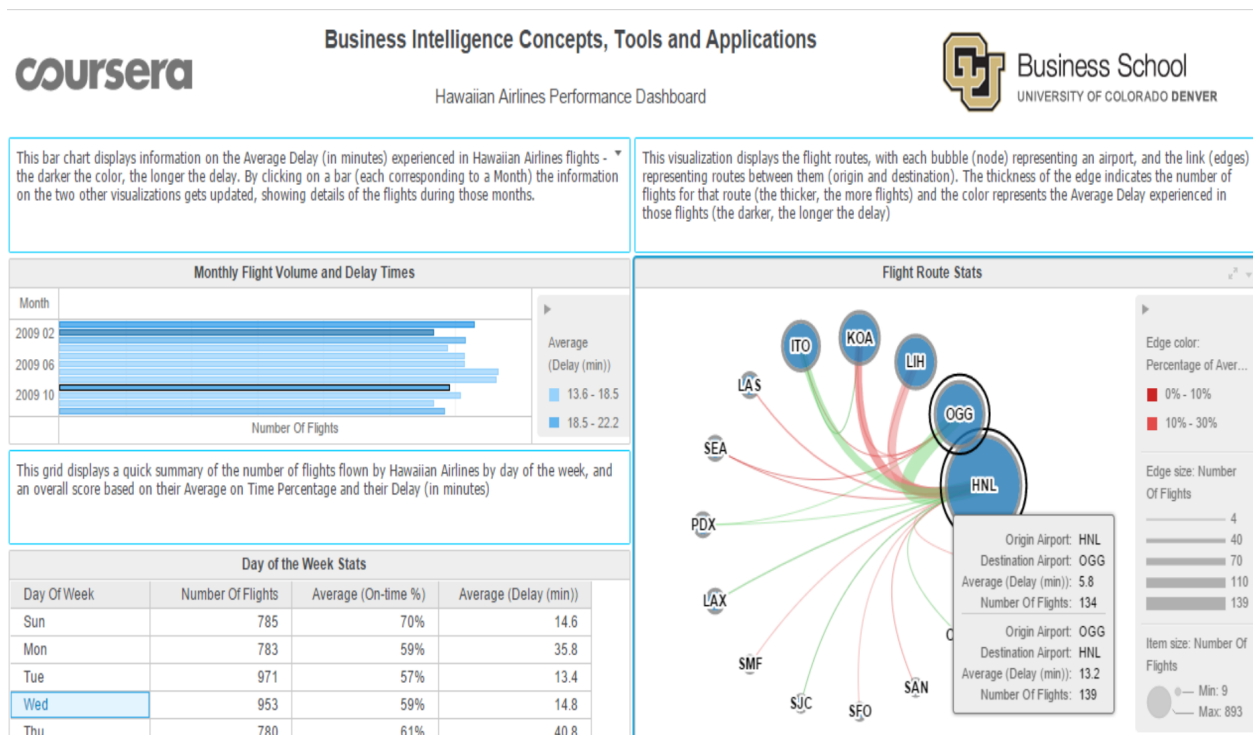 coursera
Business Intelligence Concepts, Tools and Applications
Hawaiian Airlines Performance Dashboard
CU
Business School
UNIVERSITY OF COLORADO DENVER
This bar chart displays information on the Average Delay (in minutes) experienced in Hawaiian Airlines flights -
the darker the color, the longer the delay. By clicking on a bar (each corresponding to a Month) the information
on the two other visualizations gets updated, showing details of the flights during those months.
This visualization displays the flight routes, with each bubble (node) representing an airport, and the link (edges)
representing routes between them (origin and destination). The thickness of the edge indicates the number of
flights for that route (the thicker, the more flights) and the color represents the Average Delay experienced in
those flights (the darker, the longer the delay)
Monthly Flight Volume and Delay Times
Month
2009 02
2009 06
2009 10
Number Of Flights
Average
(Delay (min))
13.6 - 18.5
18.5 - 22.2
This grid displays a quick summary of the number of flights flown by Hawaiian Airlines by day of the week, and
an overall score based on their Average on Time Percentage and their Delay (in minutes)
Day of the Week Stats
Day Of Week Number Of Flights Average (On-time %) Average (Delay (min))
Sun 785 70% 14.6
Mon 783 59% 35.8
Tue 971 57% 13.4
Wed 953 59% 14.8
Thu 780 61% 40.8
Flight Route Stats
ITO
KOA
LIH
LAS
OGG
SEA
HNL
PDX
LAX
SMF
SJC
SFO
SAN
Origin Airport: HNL
Destination Airport: OGG
Average (Delay (min)): 5.8
Number Of Flights: 134
Origin Airport: OGG
Destination Airport: HNL
Average (Delay (min)): 13.2
Number Of Flights: 139
Edge color:
Percentage of Aver...
0% - 10%
10% - 30%
Edge size: Number
Of Flights
4
40
70
110
139
Item size: Number Of
Flights
Min: 9
Max: 893